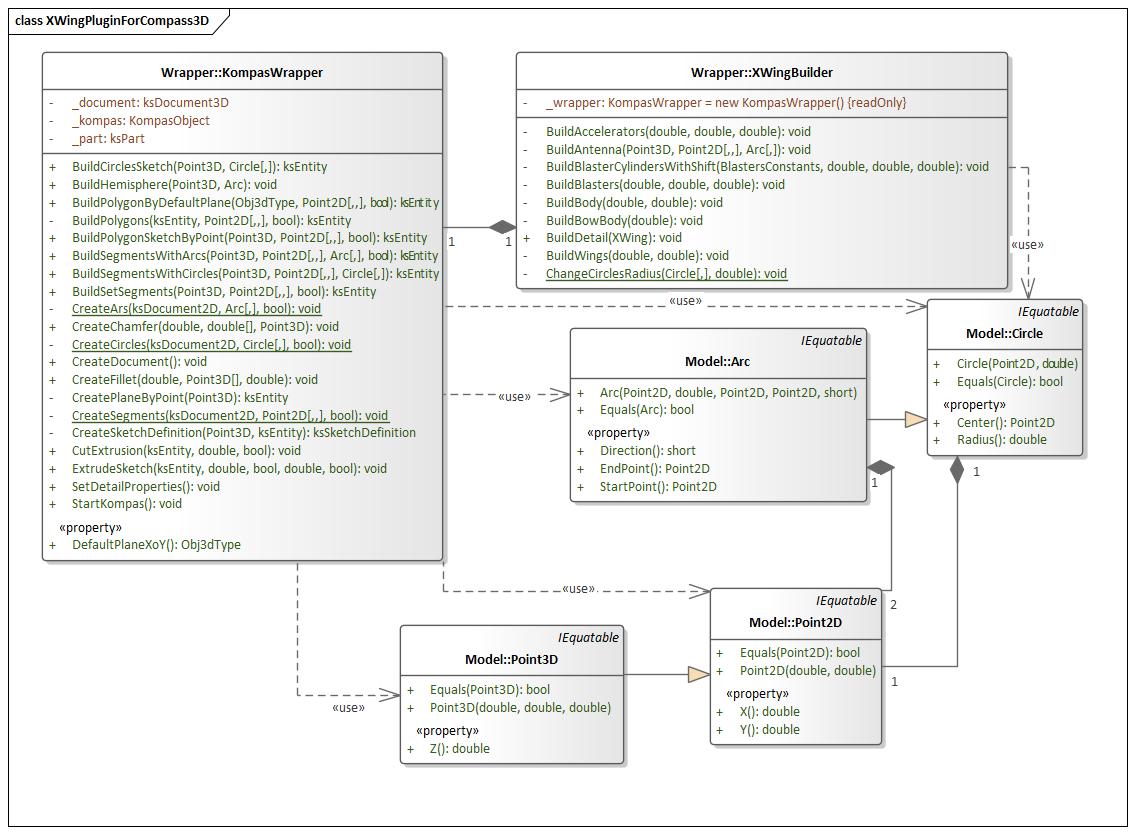 class XWingPluginForCompass3D
Wrapper::KompasWrapper
- _document: ksDocument3D
- _kompas: KompasObject
- _part: ksPart
+ BuildCirclesSketch(Point3D, Circle[,]): ksEntity
+ BuildHemisphere(Point3D, Arc): void
+ BuildPolygonByDefaultPlane(Obj3dType, Point2D[,,], bool): ksEntity
- BuildPolygons(ksEntity, Point2D[,,], bool): ksEntity
+ BuildPolygonSketchByPoint(Point3D, Point2D[,,], bool): ksEntity
+ BuildSegmentsWithArcs(Point3D, Point2D[,,], Arc[,], bool): ksEntity
+ BuildSegmentsWithCircles(Point3D, Point2D[,,], Circle[,]): ksEntity
+ BuildSetSegments(Point3D, Point2D[,,], bool): ksEntity
- CreateArs(ksDocument2D, Arc[,], bool): void
+ CreateChamfer(double, double[], Point3D): void
- CreateCircles(ksDocument2D, Circle[,], bool): void
+ CreateDocument(): void
+ CreateFillet(double, Point3D[], double): void
- CreatePlaneByPoint(Point3D): ksEntity
- CreateSegments(ksDocument2D, Point2D[,,], bool): void
- CreateSketchDefinition(Point3D, ksEntity): ksSketchDefinition
+ CutExtrusion(ksEntity, double, bool): void
+ ExtrudeSketch(ksEntity, double, bool, double, bool): void
+ SetDetailProperties(): void
+ StartKompas(): void
«property»
+ DefaultPlaneXoY(): Obj3dType
Wrapper::XWingBuilder
- _wrapper: KompasWrapper = new KompasWrapper() {readOnly}
- BuildAccelerators(double, double, double): void
- BuildAntenna(Point3D, Point2D[,,], Arc[,]): void
- BuildBlasterCylindersWithShift(BlastersConstants, double, double, double): void
- BuildBlasters(double, double, double): void
- BuildBody(double, double): void
- BuildBowBody(double): void
+ BuildDetail(XWing): void
- BuildWings(double, double): void
- ChangeCirclesRadius(Circle[,], double): void
1
1
«use»
«use»
IEquatable
Model::Circle
+ Circle(Point2D, double)
+ Equals(Circle): bool
«property»
+ Center(): Point2D
+ Radius(): double
1
IEquatable
Model::Arc
+ Arc(Point2D, double, Point2D, Point2D, short)
+ Equals(Arc): bool
«property»
+ Direction(): short
+ EndPoint(): Point2D
+ StartPoint(): Point2D
«use»
1
«use»
2
IEquatable
Model::Point2D
+ Equals(Point2D): bool
+ Point2D(double, double)
«property»
+ X(): double
+ Y(): double
1
IEquatable
Model::Point3D
+ Equals(Point3D): bool
+ Point3D(double, double, double)
«property»
+ Z(): double
«use»